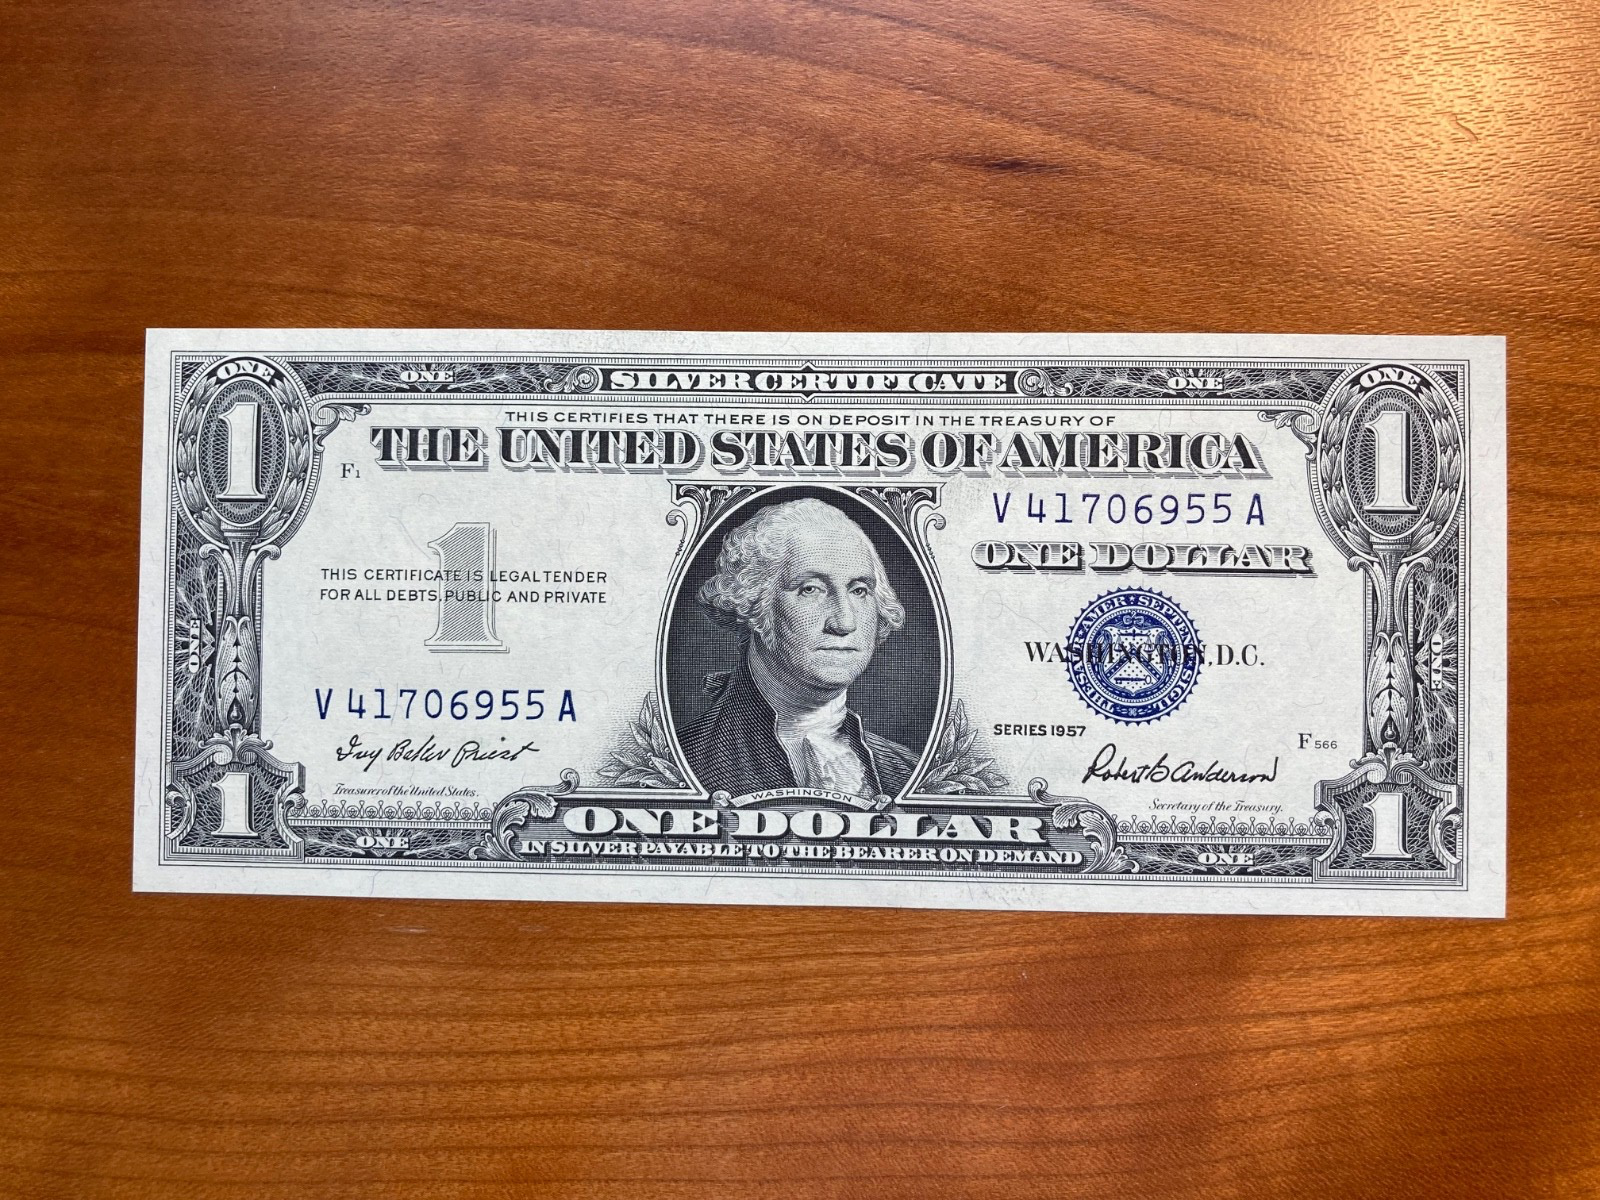 ONE
SILVER CERTIFICATE
ONE
ONE
1
ONE
1
THIS CERTIFIES THAT THERE IS ON DEPOSIT IN THE TREASURY OF
THE UNITED STATES OF AMERICA
F1
V 41706955 A
ONE DOLLAR
1
THIS CERTIFICATE IS LEGAL TENDER
FOR ALL DEBTS, PUBLIC AND PRIVATE
WASHINGTON, D.C.
ONE
ONE
V 41706955 A
SERIES 1957
F 566
Ivy Baker Priest
Treasurer of the United States.
Robert B Anderson
Secretary of the Treasury.
WASHINGTON
1
ONE DOLLAR
1
IN SILVER PAYABLE TO THE BEARER ON DEMAND
ONE
ONE